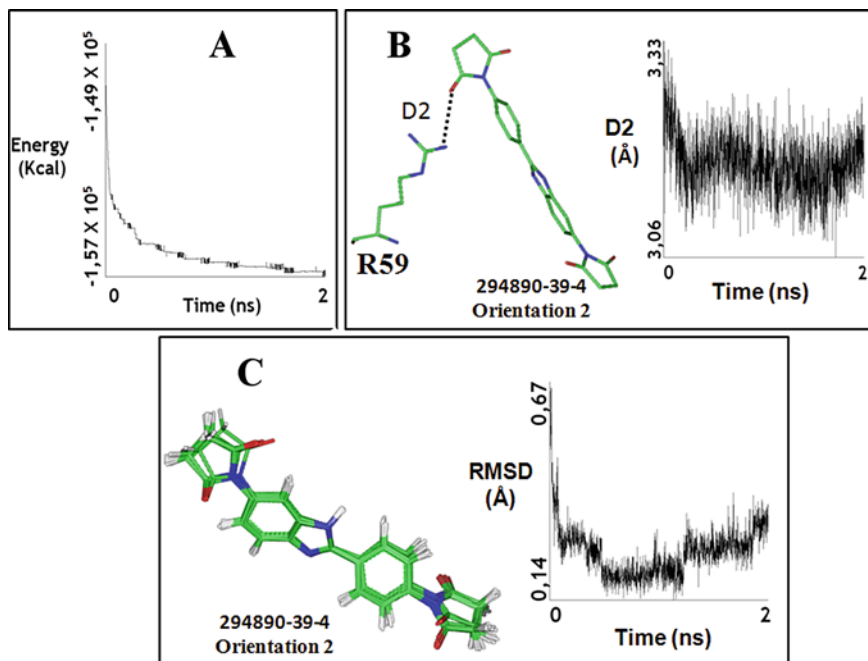 A
-1,49 X 10⁵
Energy
(Kcal)
-1,57 X 10⁵
0
2
Time (ns)
B
D2
R59
294890-39-4
Orientation 2
3,33
D2
(Å)
3,06
0
2
Time (ns)
C
294890-39-4
Orientation 2
0,67
RMSD
(Å)
0,14
0
2
Time (ns)